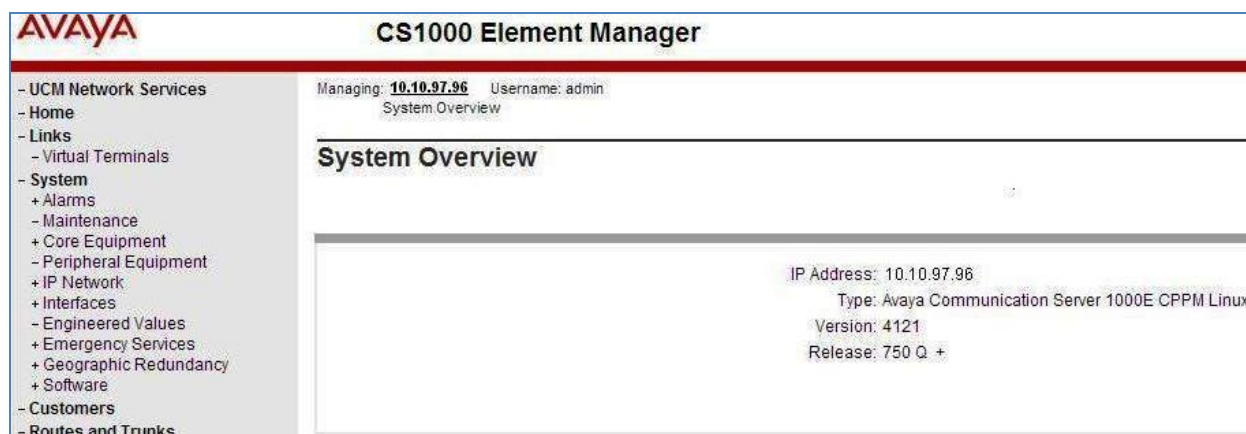 AVAYA
CS1000 Element Manager
- UCM Network Services
- Home
- Links
- Virtual Terminals
- System
+ Alarms
- Maintenance
+ Core Equipment
- Peripheral Equipment
+ IP Network
+ Interfaces
- Engineered Values
+ Emergency Services
+ Geographic Redundancy
+ Software
- Customers
- Routes and Trunks
Managing: 10.10.97.96 Username: admin
System Overview
System Overview
IP Address: 10.10.97.96
Type: Avaya Communication Server 1000E CPPM Linux
Version: 4121
Release: 750 Q +